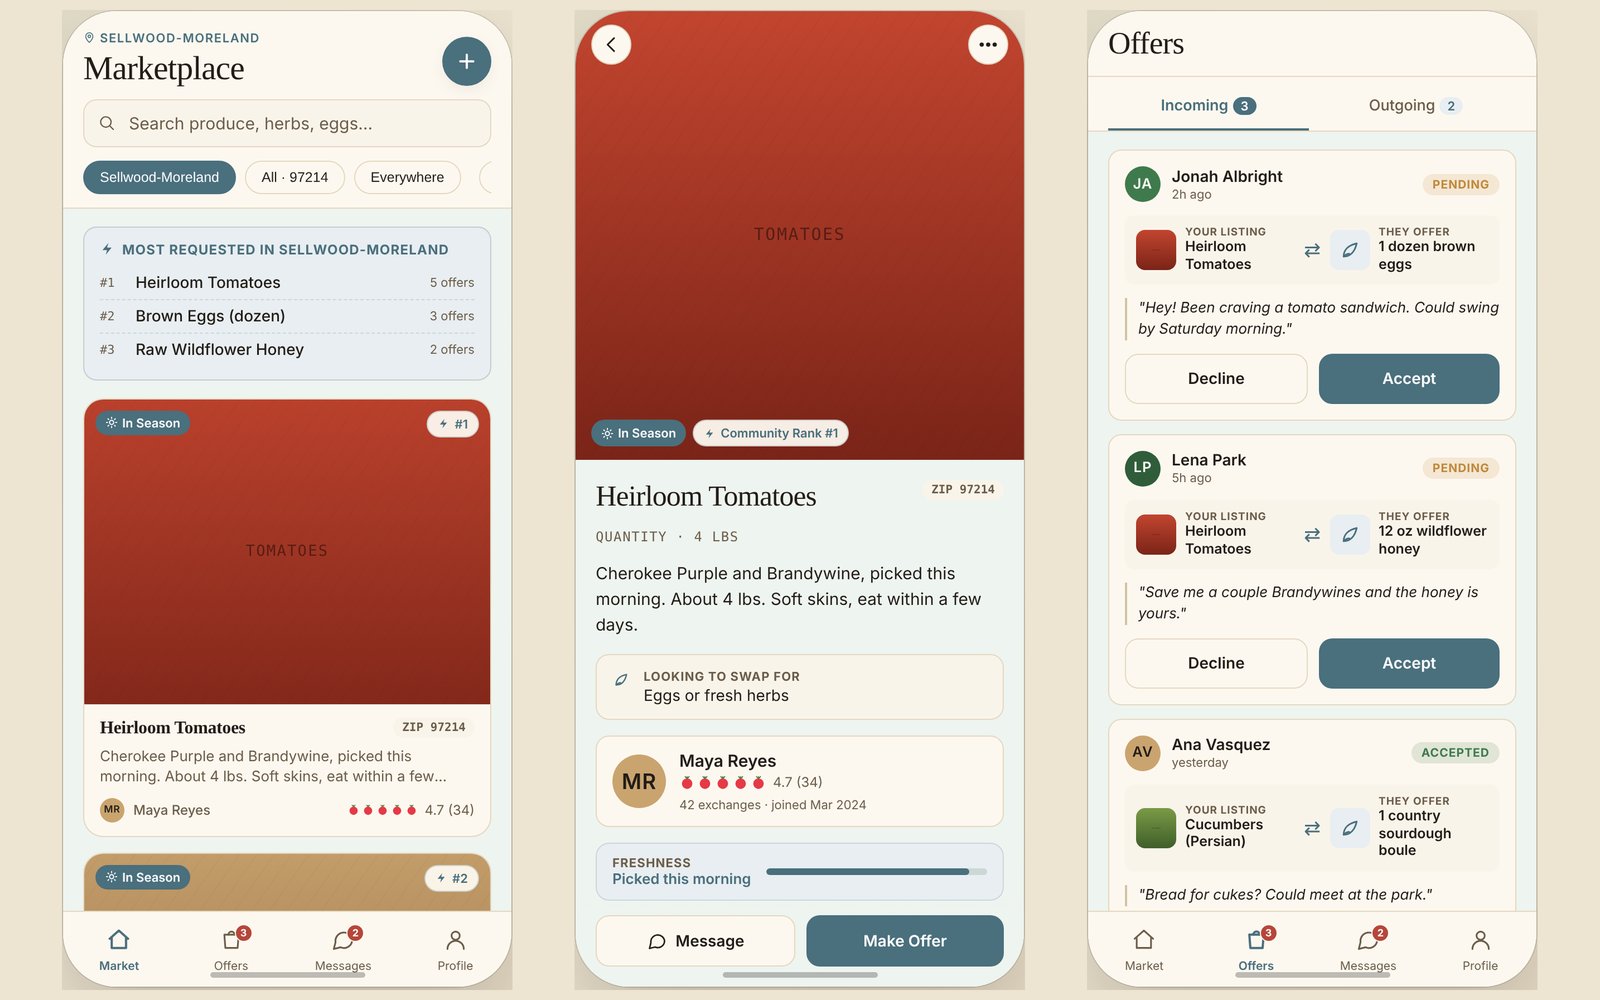 SELLWOOD-MORELAND
Marketplace
Search produce, herbs, eggs...
Sellwood-Moreland
All · 97214
Everywhere
MOST REQUESTED IN SELLWOOD-MORELAND
#1 Heirloom Tomatoes 5 offers
#2 Brown Eggs (dozen) 3 offers
#3 Raw Wildflower Honey 2 offers
In Season
#1
TOMATOES
Heirloom Tomatoes
ZIP 97214
Cherokee Purple and Brandywine, picked this
morning. About 4 lbs. Soft skins, eat within a few...
MR Maya Reyes 4.7 (34)
In Season
#2
Market
3
Offers
2
Messages
Profile
TOMATOES
In Season
Community Rank #1
Heirloom Tomatoes
ZIP 97214
QUANTITY · 4 LBS
Cherokee Purple and Brandywine, picked this
morning. About 4 lbs. Soft skins, eat within a few
days.
LOOKING TO SWAP FOR
Eggs or fresh herbs
MR
Maya Reyes
4.7 (34)
42 exchanges · joined Mar 2024
FRESHNESS
Picked this morning
Message
Make Offer
Offers
Incoming 3
Outgoing 2
JA
Jonah Albright
2h ago
PENDING
YOUR LISTING
Heirloom
Tomatoes
THEY OFFER
1 dozen brown
eggs
"Hey! Been craving a tomato sandwich. Could swing
by Saturday morning."
Decline
Accept
LP
Lena Park
5h ago
PENDING
YOUR LISTING
Heirloom
Tomatoes
THEY OFFER
12 oz wildflower
honey
"Save me a couple Brandywines and the honey is
yours."
Decline
Accept
AV
Ana Vasquez
yesterday
ACCEPTED
YOUR LISTING
Cucumbers
(Persian)
THEY OFFER
1 country
sourdough
boule
"Bread for cukes? Could meet at the park."
Market
3
Offers
2
Messages
Profile